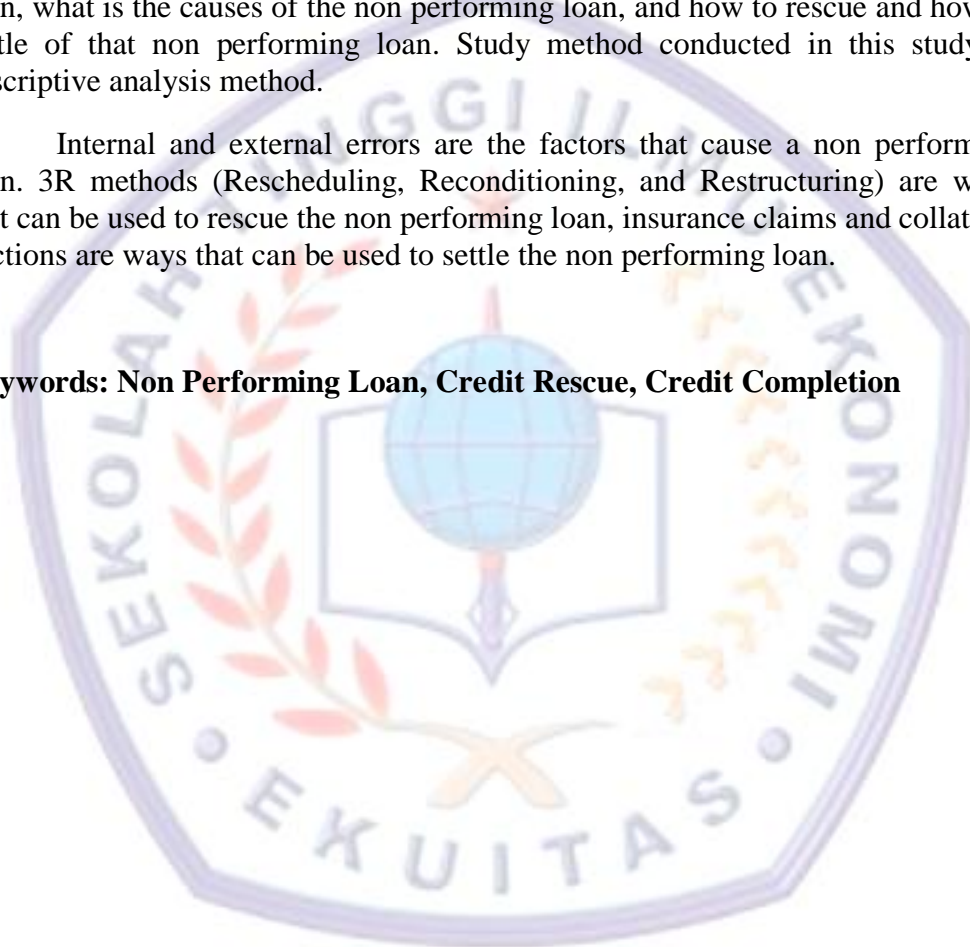 an, what is the causes of the non performing loan, and how to rescue and how
tle of that non performing loan. Study method conducted in this study
scriptive analysis method.
Internal and external errors are the factors that cause a non perform
n. 3R methods (Rescheduling, Reconditioning, and Restructuring) are w
t can be used to rescue the non performing loan, insurance claims and collat
ctions are ways that can be used to settle the non performing loan.
ywords: Non Performing Loan, Credit Rescue, Credit Completion
SEKOLAH TINGGI ILMU EKONOMI
EKUITAS